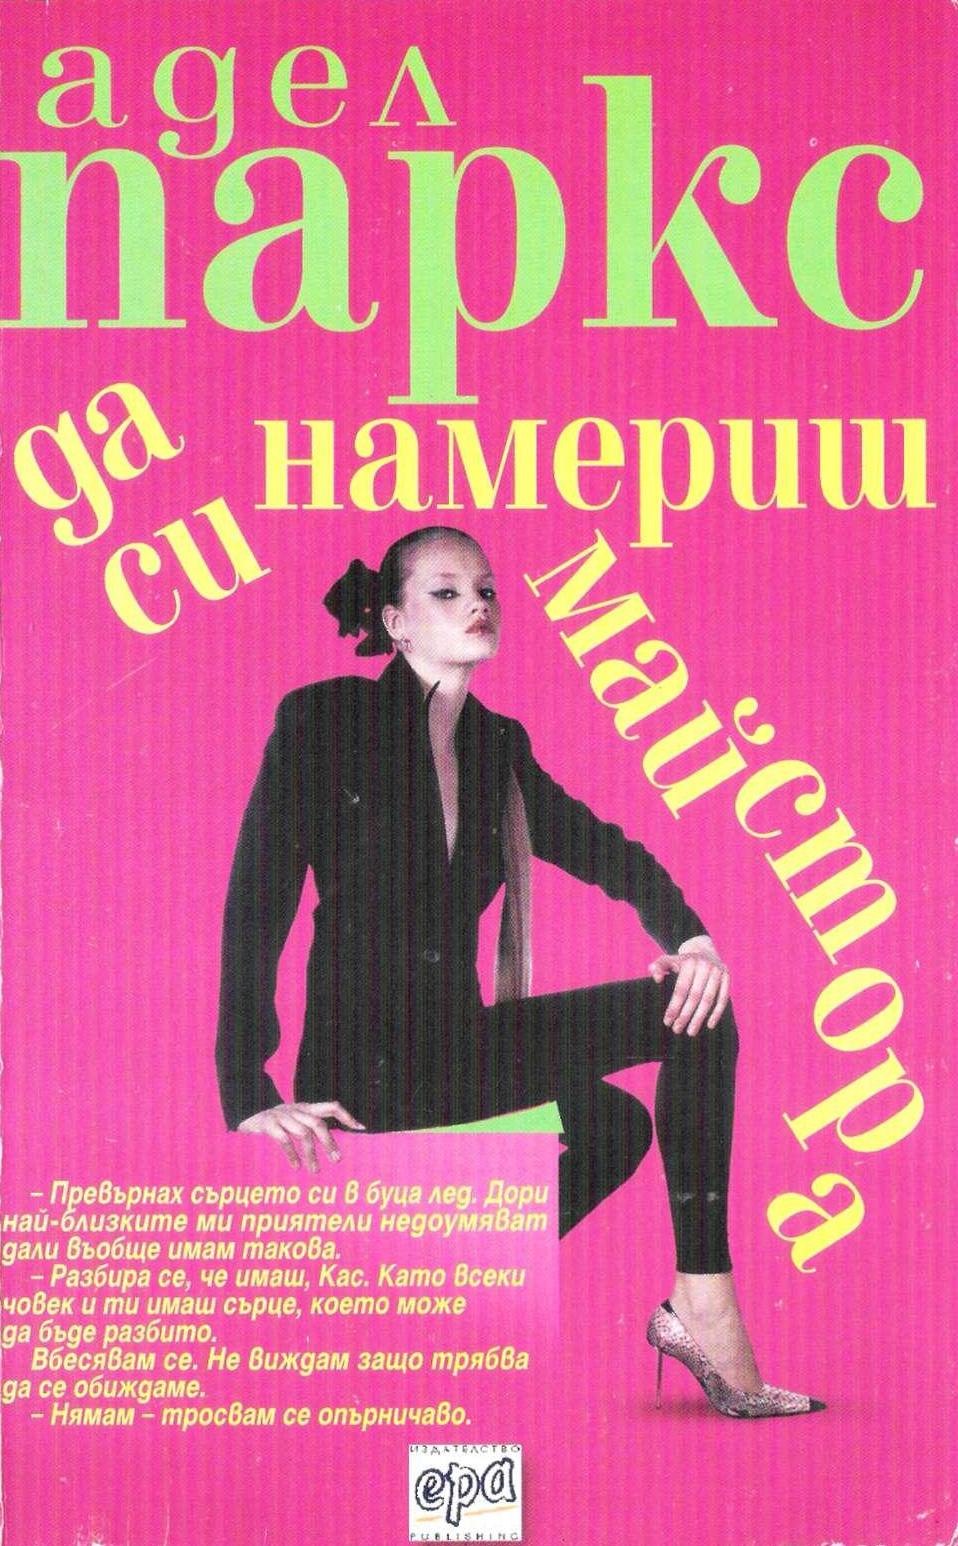 адел
паркс
да
си
намериш
майстора
– Превърнах сърцето си в буца лед. Дори
най-близките ми приятели недоумяват
дали въобще имам такова.
– Разбира се, че имаш, Кас. Като всеки
човек и ти имаш сърце, което може
да бъде разбито.
Вбесявам се. Не виждам защо трябва
да се обиждаме.
– Нямам – тросвам се опърничаво.
ИЗДАТЕЛСТВО
ера
PUBLISHING